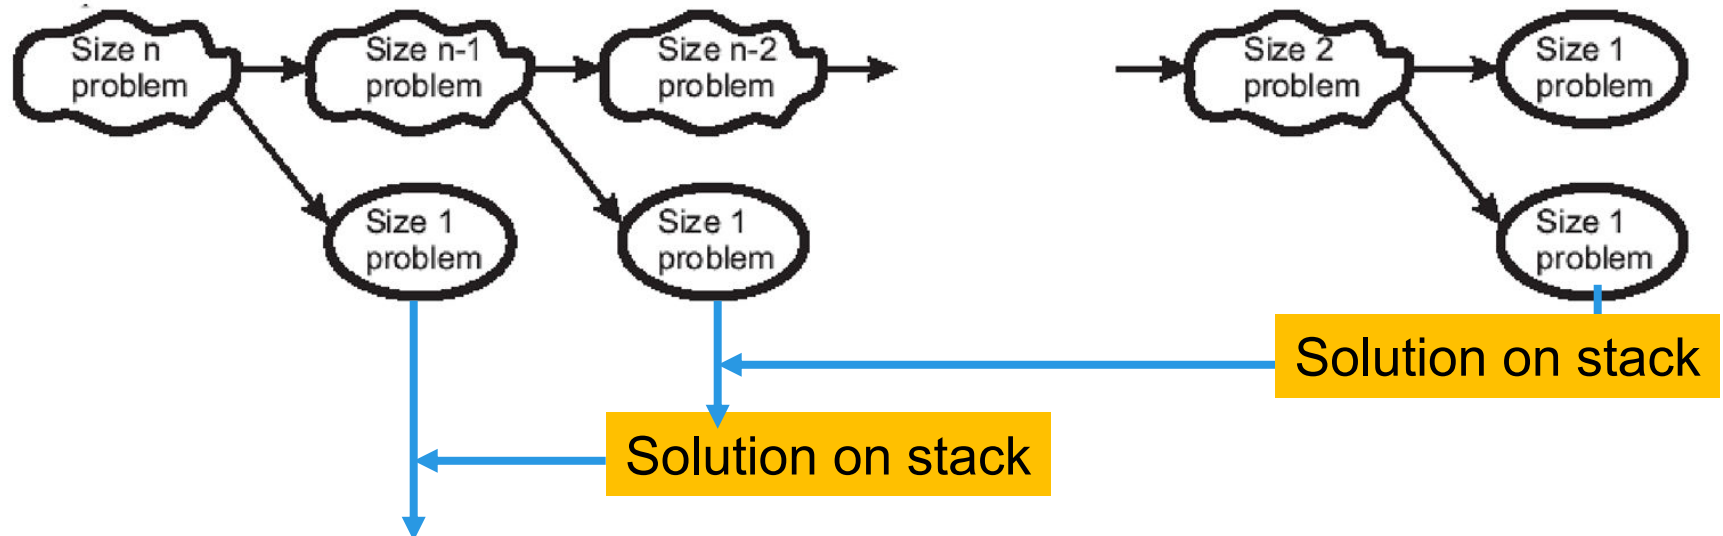 Size n
problem
Size n-1
problem
Size n-2
problem
Size 2
problem
Size 1
problem
Size 1
problem
Size 1
problem
Size 1
problem
Solution on stack
Solution on stack